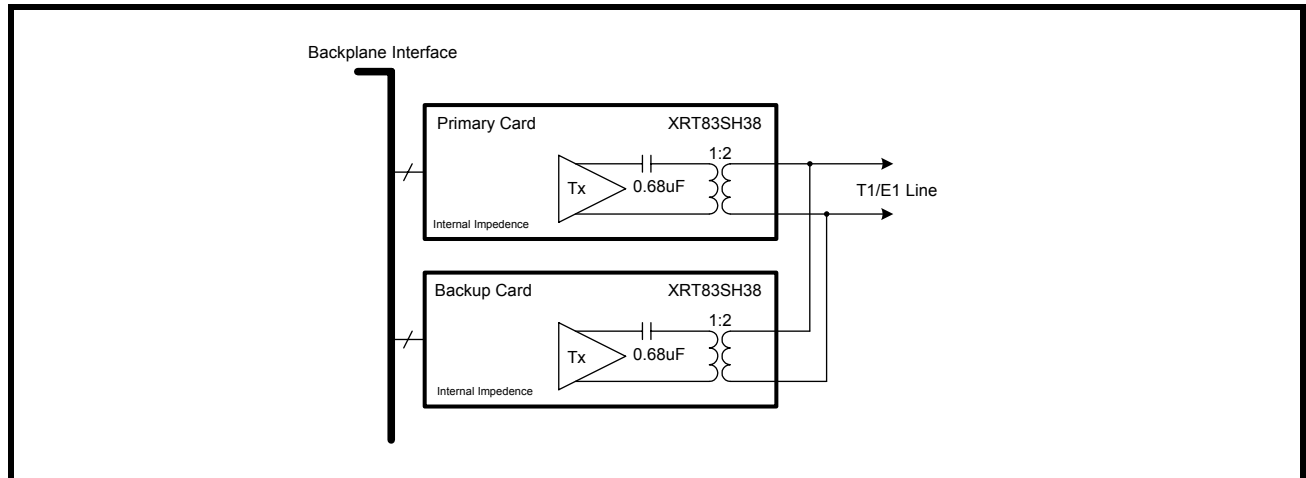 Backplane Interface
Primary Card XRT83SH38
1:2
Tx 0.68uF
T1/E1 Line
Internal Impedence
Backup Card XRT83SH38
1:2
Tx 0.68uF
Internal Impedence